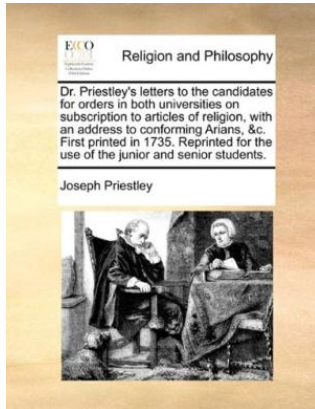 ECCO
Religion and Philosophy
Dr. Priestley's letters to the candidates
for orders in both universities on
subscription to articles of religion, with
an address to conforming Arians, &c.
First printed in 1735. Reprinted for the
use of the junior and senior students.
Joseph Priestley